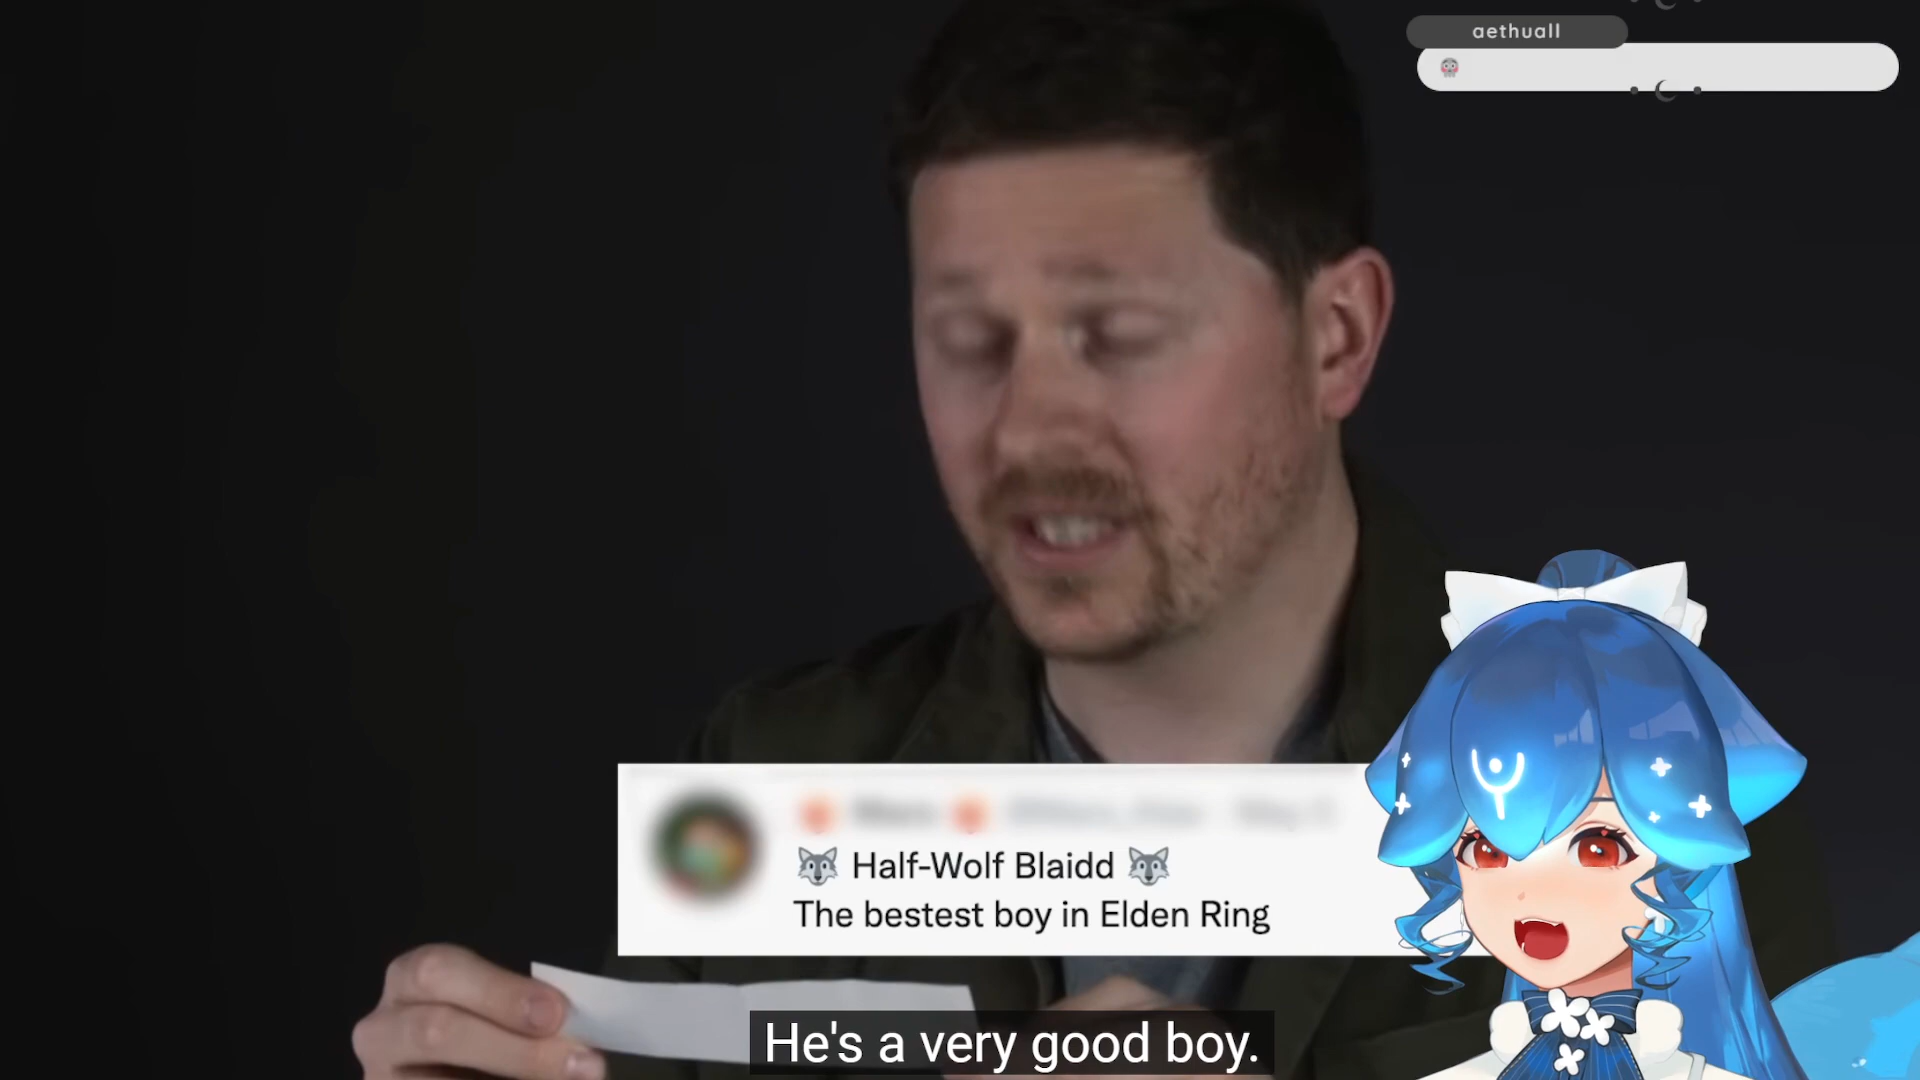 aethuall
Half-Wolf Blaidd
The bestest boy in Elden Ring
He's a very good boy.